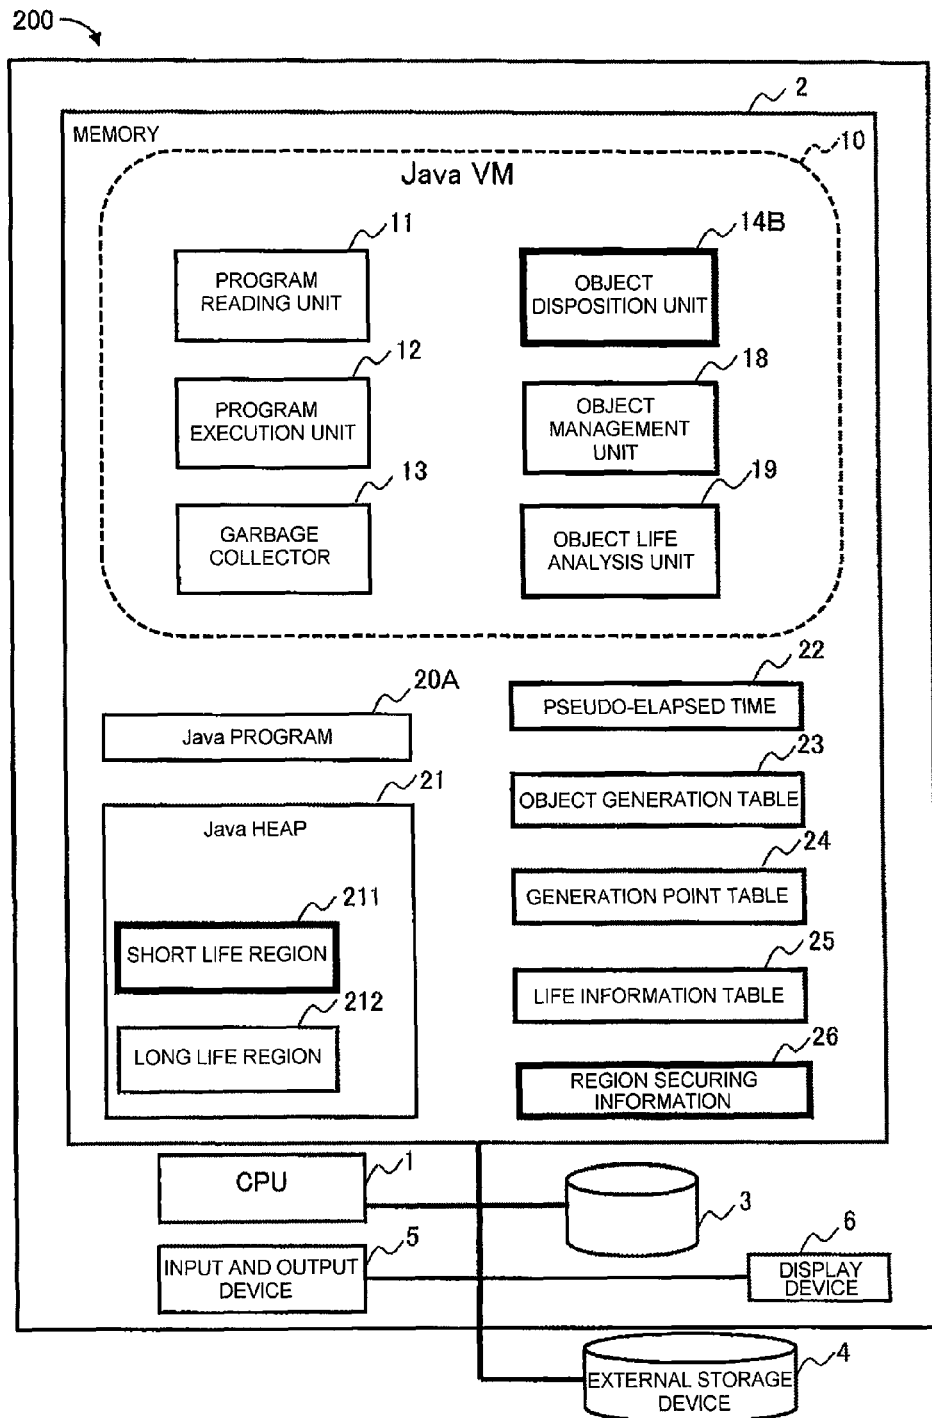 200
2
MEMORY
10
Java VM
11
14B
PROGRAM
READING UNIT
OBJECT
DISPOSITION UNIT
12
18
PROGRAM
EXECUTION UNIT
OBJECT
MANAGEMENT
UNIT
13
19
GARBAGE
COLLECTOR
OBJECT LIFE
ANALYSIS UNIT
22
20A
PSEUDO-ELAPSED TIME
Java PROGRAM
23
21
OBJECT GENERATION TABLE
Java HEAP
24
GENERATION POINT TABLE
211
SHORT LIFE REGION
25
LIFE INFORMATION TABLE
212
LONG LIFE REGION
26
REGION SECURING
INFORMATION
1
CPU
3
5
6
INPUT AND OUTPUT
DEVICE
DISPLAY
DEVICE
4
EXTERNAL STORAGE
DEVICE